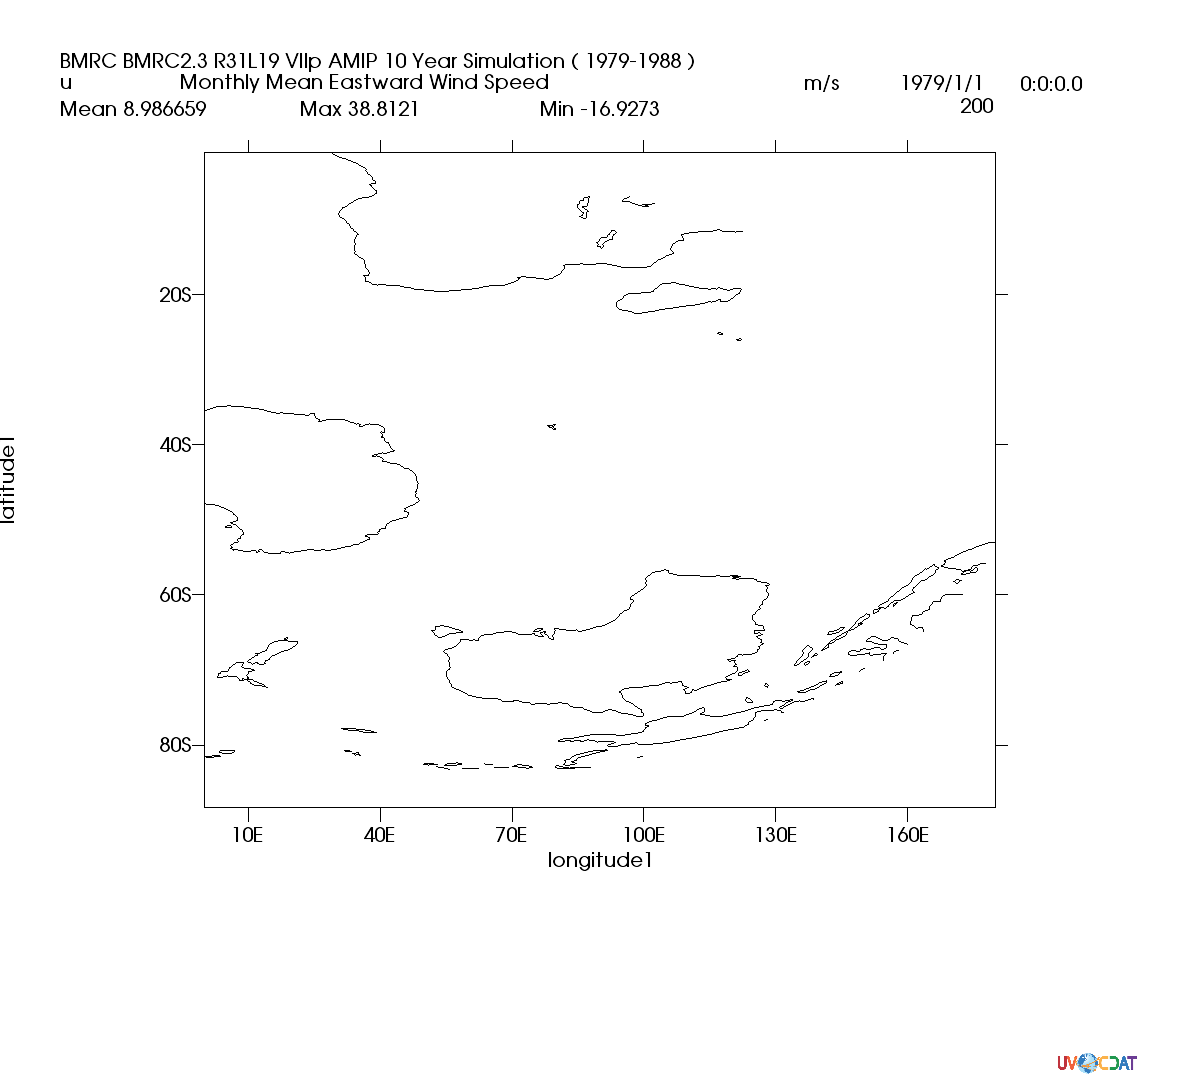 BMRC BMRC2.3 R31L19 VIIp AMIP 10 Year Simulation ( 1979-1988 )
u Monthly Mean Eastward Wind Speed m/s 1979/1/1 0:0:0.0
Mean 8.986659 Max 38.8121 Min -16.9273 200
20S
40S
latitude1
60S
80S
10E 40E 70E 100E 130E 160E
longitude1
UV CDAT